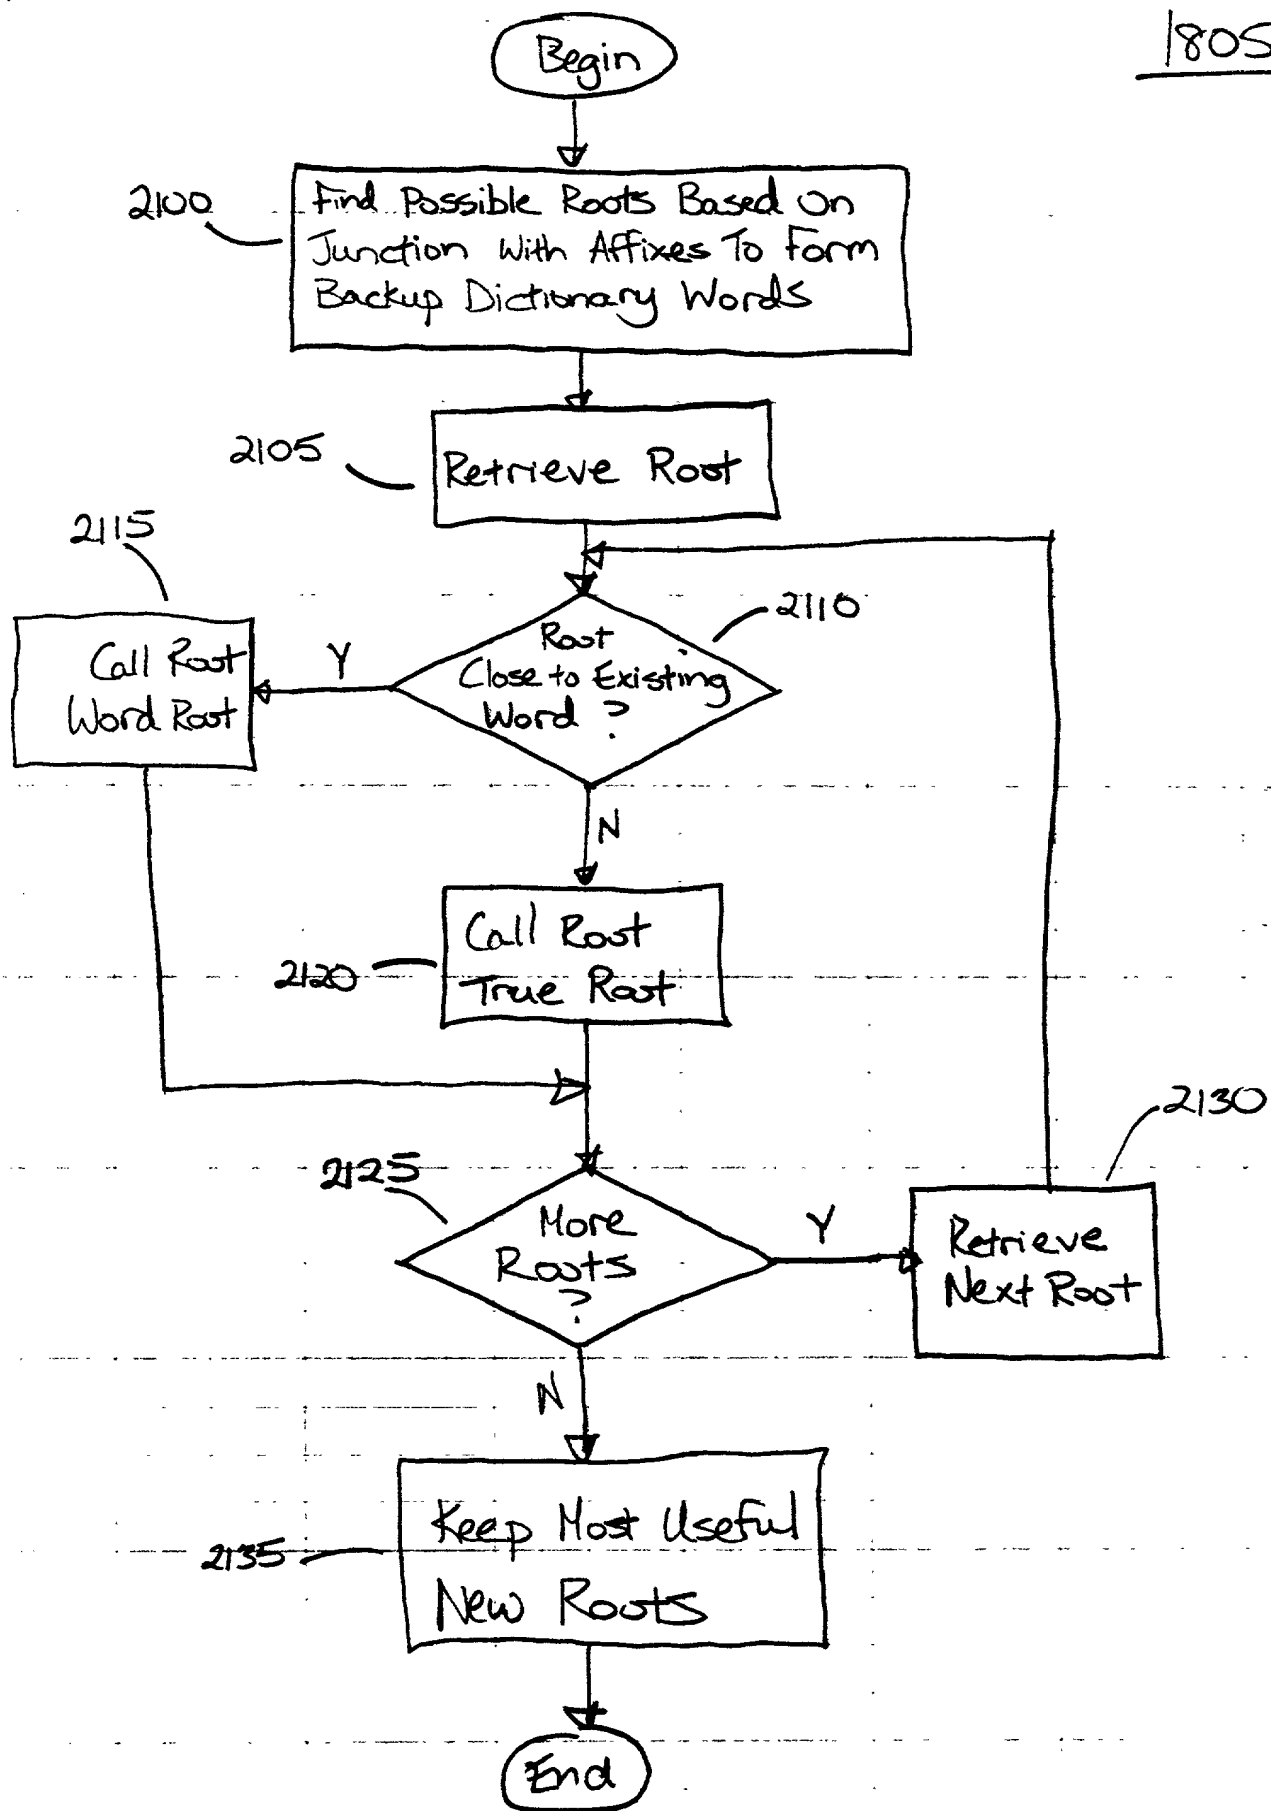 1805
Begin
2100
Find Possible Roots Based On
Junction With Affixes To Form
Backup Dictionary Words
2105
Retrieve Root
2115
Call Root
Word Root
Y
2110
Root
Close to Existing
Word ?
N
2120
Call Root
True Root
2125
More
Roots
?
Y
2130
Retrieve
Next Root
N
2135
Keep Most Useful
New Roots
End